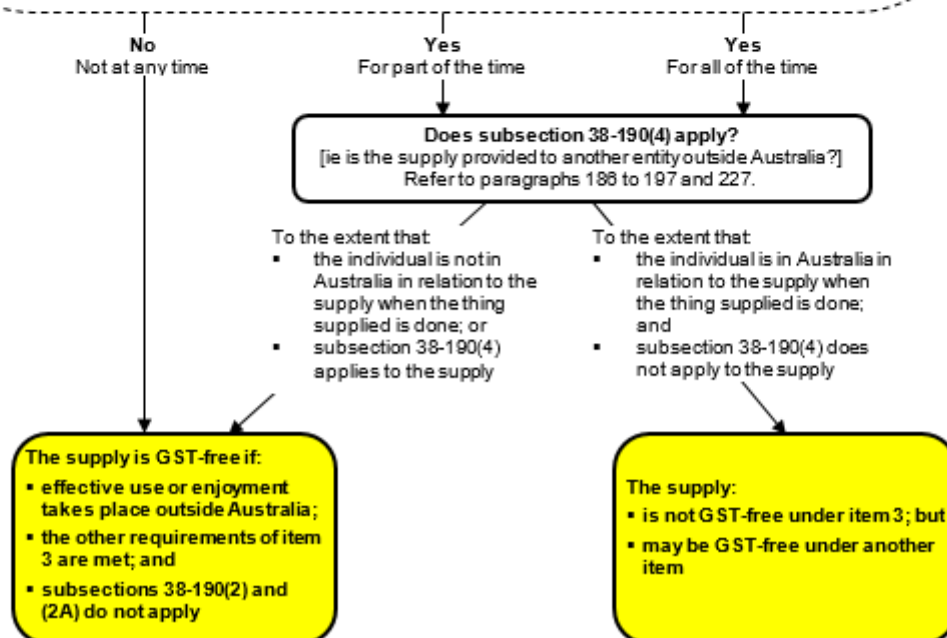 No
Not at any time
Yes
For part of the time
Yes
For all of the time
Does subsection 38-190(4) apply?
[ie is the supply provided to another entity outside Australia?]
Refer to paragraphs 186 to 197 and 227.
To the extent that:
▪ the individual is not in
Australia in relation to the
supply when the thing
supplied is done; or
▪ subsection 38-190(4)
applies to the supply
To the extent that:
▪ the individual is in Australia in
relation to the supply when
the thing supplied is done;
and
▪ subsection 38-190(4) does
not apply to the supply
The supply is GST-free if:
▪ effective use or enjoyment
takes place outside Australia;
▪ the other requirements of item
3 are met; and
▪ subsections 38-190(2) and
(2A) do not apply
The supply:
▪ is not GST-free under item 3; but
▪ may be GST-free under another
item